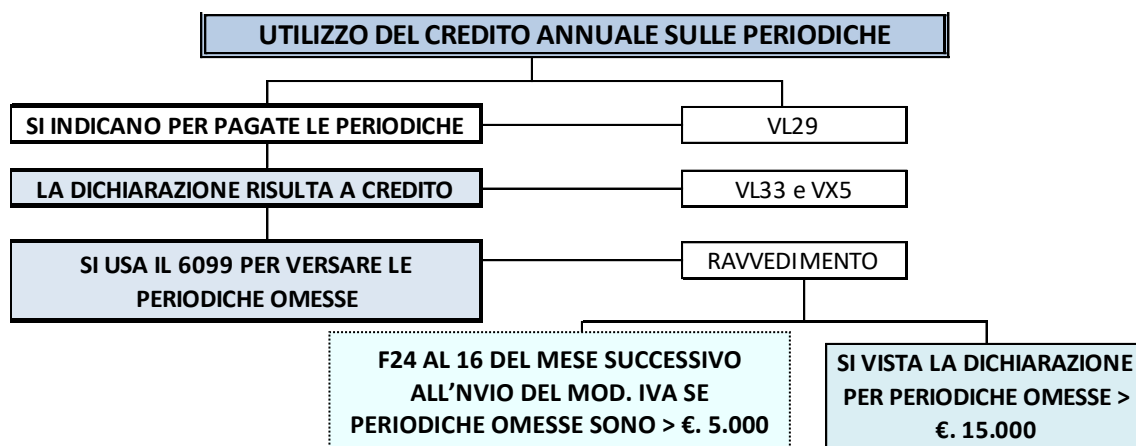 UTILIZZO DEL CREDITO ANNUALE SULLE PERIODICHE
SI INDICANO PER PAGATE LE PERIODICHE
VL29
LA DICHIARAZIONE RISULTA A CREDITO
VL33 e VX5
SI USA IL 6099 PER VERSARE LE
PERIODICHE OMESSE
RAVVEDIMENTO
F24 AL 16 DEL MESE SUCCESSIVO
ALL’NVIO DEL MOD. IVA SE
PERIODICHE OMESSE SONO > €. 5.000
SI VISTA LA DICHIARAZIONE
PER PERIODICHE OMESSE >
€. 15.000